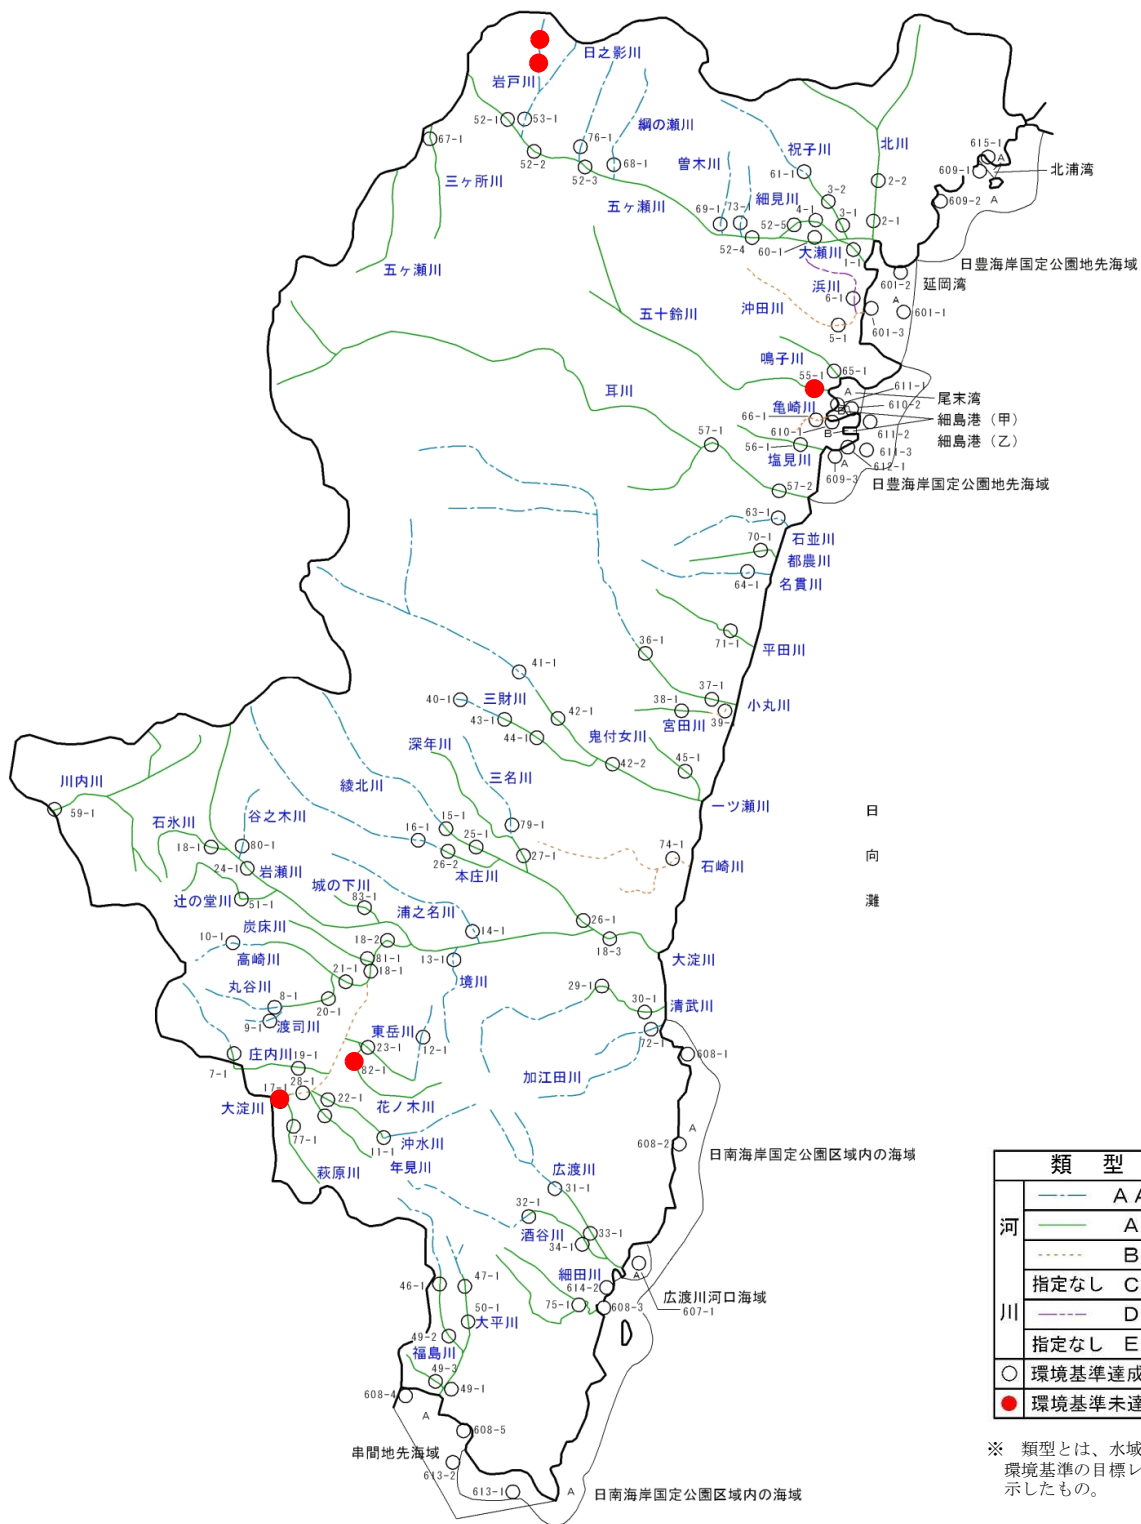 日之影川
岩戸川
52-1
53-1
綱の瀬川
67-1
76-1
52-2
52-3
68-1
曽木川
祝子川
61-1
北川
615-1
A
609-1
北浦湾
三ヶ所川
3-2
2-2
609-2
A
五ヶ瀬川
細見川
69-1
73-1
4-1
52-5
3-1
2-1
52-4
60-1
大瀬川
1-1
日豊海岸国定公園地先海域
五ヶ瀬川
601-2
延岡湾
浜川
6-1
A
601-1
沖田川
601-3
五十鈴川
5-1
鳴子川
55-1
65-1
611-1
A
尾末湾
耳川
亀崎川
610-2
B
66-1
細島港（甲）
610-1
B
611-2
57-1
56-1
細島港（乙）
塩見川
611-3
A
612-1
609-3
57-2
日豊海岸国定公園地先海域
63-1
石並川
70-1
都農川
64-1
名貫川
36-1
71-1
平田川
41-1
40-1
三財川
37-1
38-1
小丸川
43-1
42-1
宮田川
39-1
44-1
鬼付女川
深年川
42-2
45-1
三名川
川内川
綾北川
一ツ瀬川
59-1
谷之木川
日
向
灘
石氷川
15-1
79-1
16-1
25-1
18-1
80-1
26-2
27-1
74-1
24-1
岩瀬川
本庄川
石崎川
城の下川
辻の堂川
51-1
83-1
浦之名川
26-1
炭床川
10-1
18-2
14-1
18-3
高崎川
81-1
13-1
大淀川
18-1
境川
丸谷川
21-1
8-1
20-1
29-1
30-1
清武川
9-1
渡司川
東岳川
72-1
23-1
12-1
庄内川
19-1
608-1
7-1
82-1
加江田川
17-1
28-1
大淀川
22-1
花ノ木川
77-1
11-1
沖水川
A
608-2
日南海岸国定公園区域内の海域
年見川
萩原川
広渡川
31-1
32-1
酒谷川
33-1
34-1
細田川
A
46-1
47-1
614-2
広渡川河口海域
50-1
75-1
608-3
607-1
大平川
49-2
福島川
49-3
49-1
608-4
A
608-5
串間地先海域
613-2
613-1
A
日南海岸国定公園区域内の海域
類 型
河
川
A A
A
B
指定なし C
D
指定なし E
環境基準達成
環境基準未達
※ 類型とは、水域
環境基準の目標レ
示したもの。